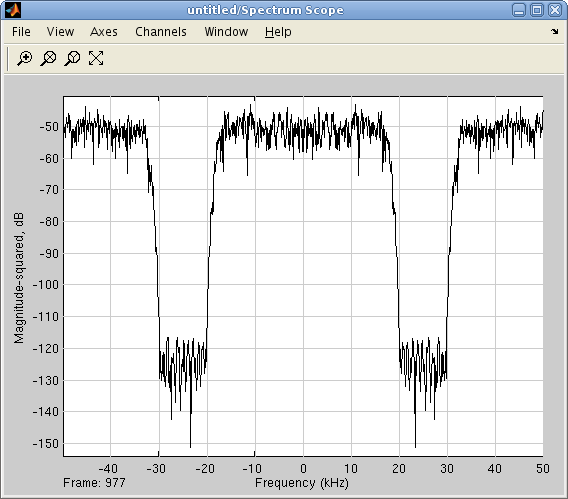 untitled/Spectrum Scope
File View Axes Channels Window Help
Magnitude-squared, dB
-50
-60
-70
-80
-90
-100
-110
-120
-130
-140
-150
-40 -30 -20 -10 0 10 20 30 40 50
Frame: 977 Frequency (kHz)